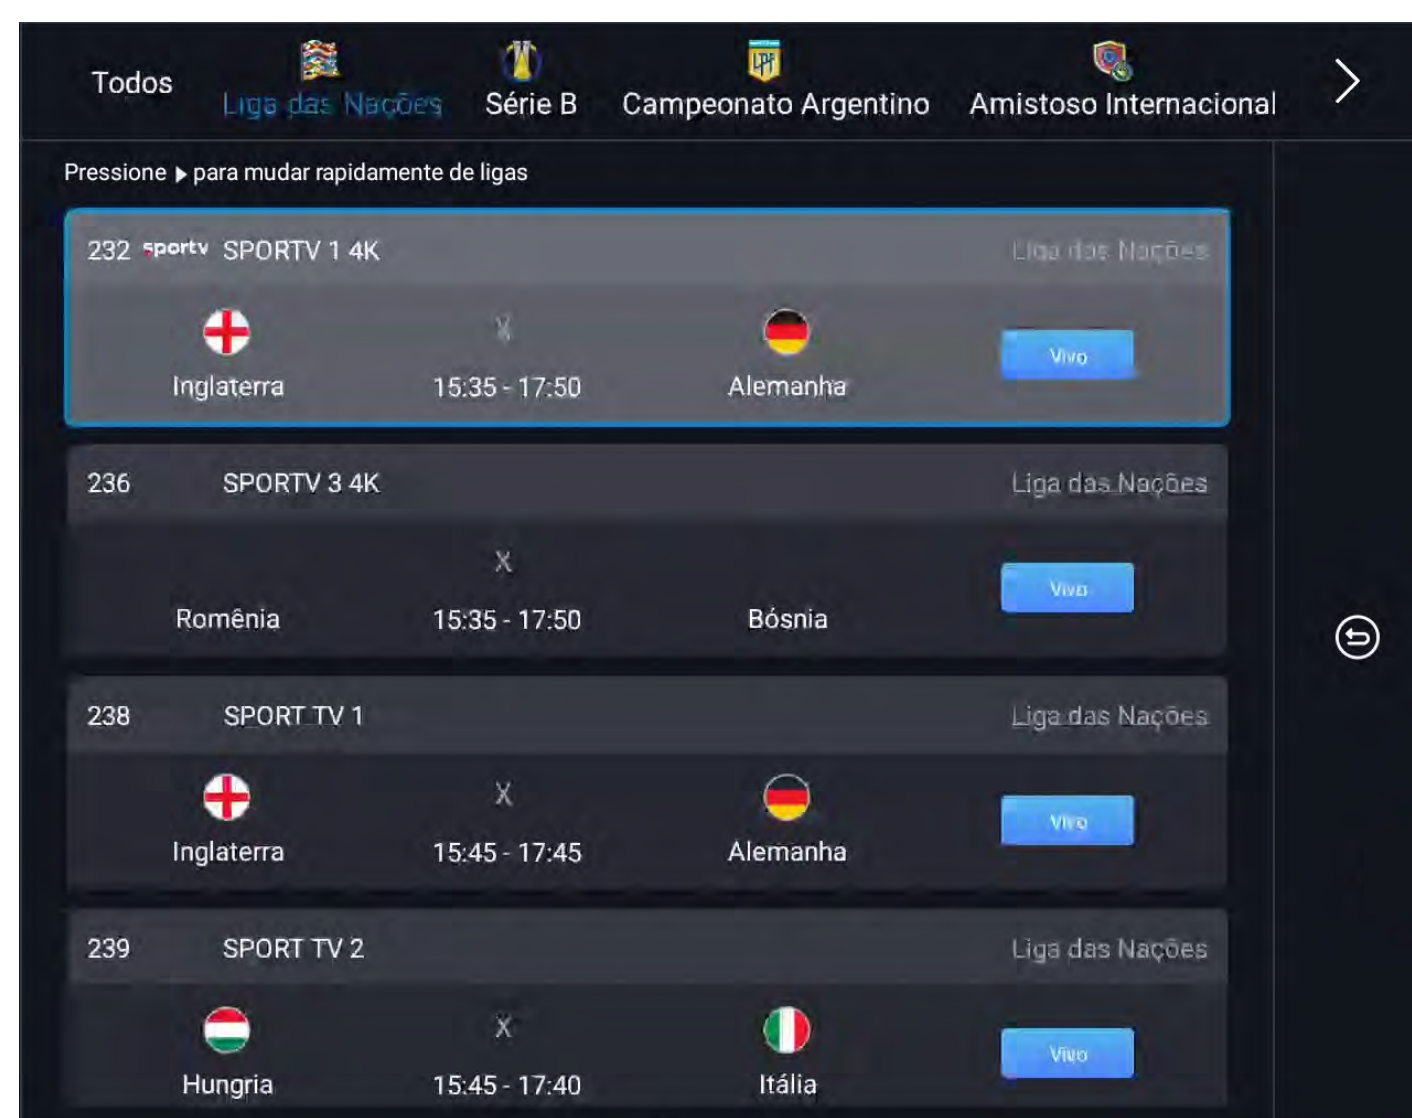 Todos
Liga das Nações
Série B
LPF
Campeonato Argentino
Amistoso Internacional
Pressione para mudar rapidamente de ligas
232 sportv SPORTV 1 4K Liga das Nações
X
Vivo
Inglaterra 15:35 - 17:50 Alemanha
236 SPORTV 3 4K Liga das Nações
X
Vivo
Romênia 15:35 - 17:50 Bósnia
238 SPORT TV 1 Liga das Nações
X
Vivo
Inglaterra 15:45 - 17:45 Alemanha
239 SPORT TV 2 Liga das Nações
X
Vivo
Hungria 15:45 - 17:40 Itália